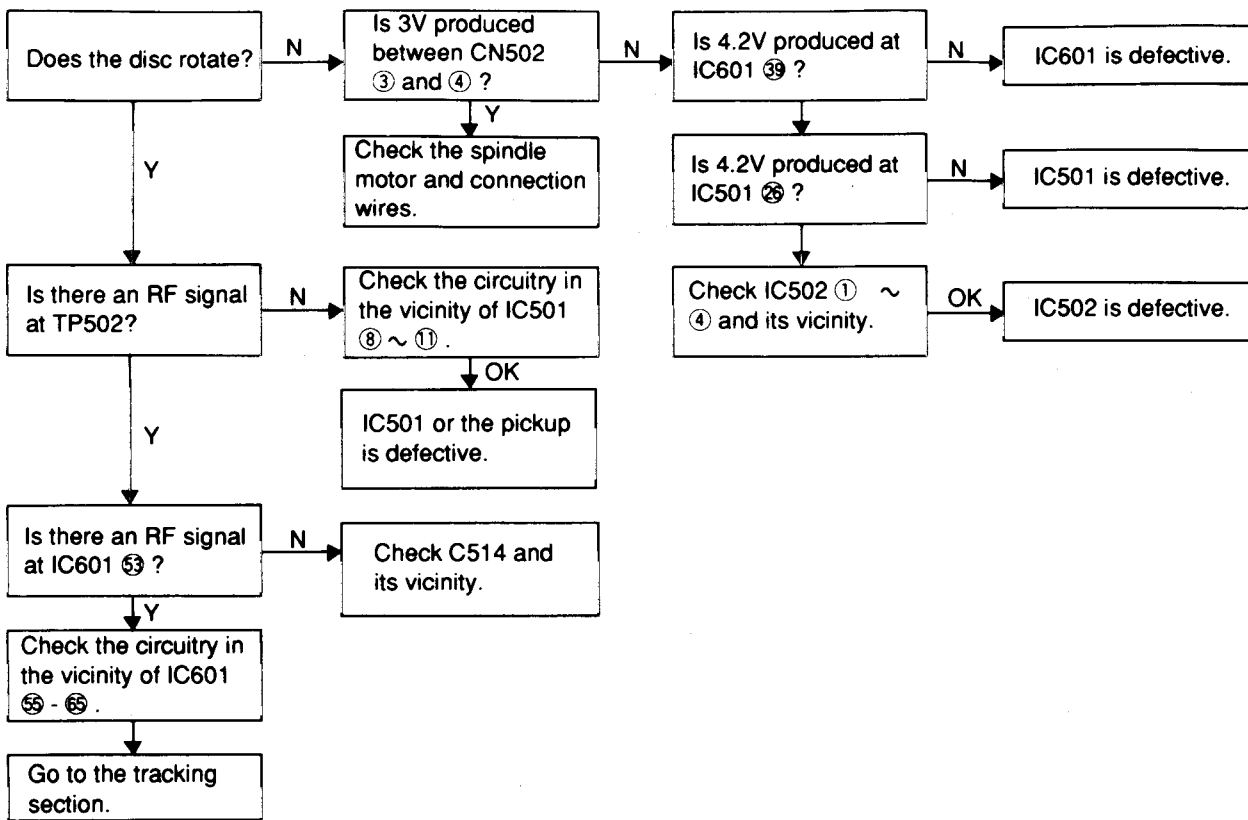 Does the disc rotate?
N
Is 3V produced
between CN502
③ and ④ ?
N
Is 4.2V produced at
IC601 ㊴ ?
N
IC601 is defective.
Y
Check the spindle
motor and connection
wires.
Is 4.2V produced at
IC501 ㉖ ?
N
IC501 is defective.
Y
Is there an RF signal
at TP502?
N
Check the circuitry in
the vicinity of IC501
⑧ ~ ⑪ .
Check IC502 ① ~
④ and its vicinity.
OK
IC502 is defective.
OK
IC501 or the pickup
is defective.
Y
Is there an RF signal
at IC601 53 ?
N
Check C514 and
its vicinity.
Y
Check the circuitry in
the vicinity of IC601
55 - 65 .
Go to the tracking
section.